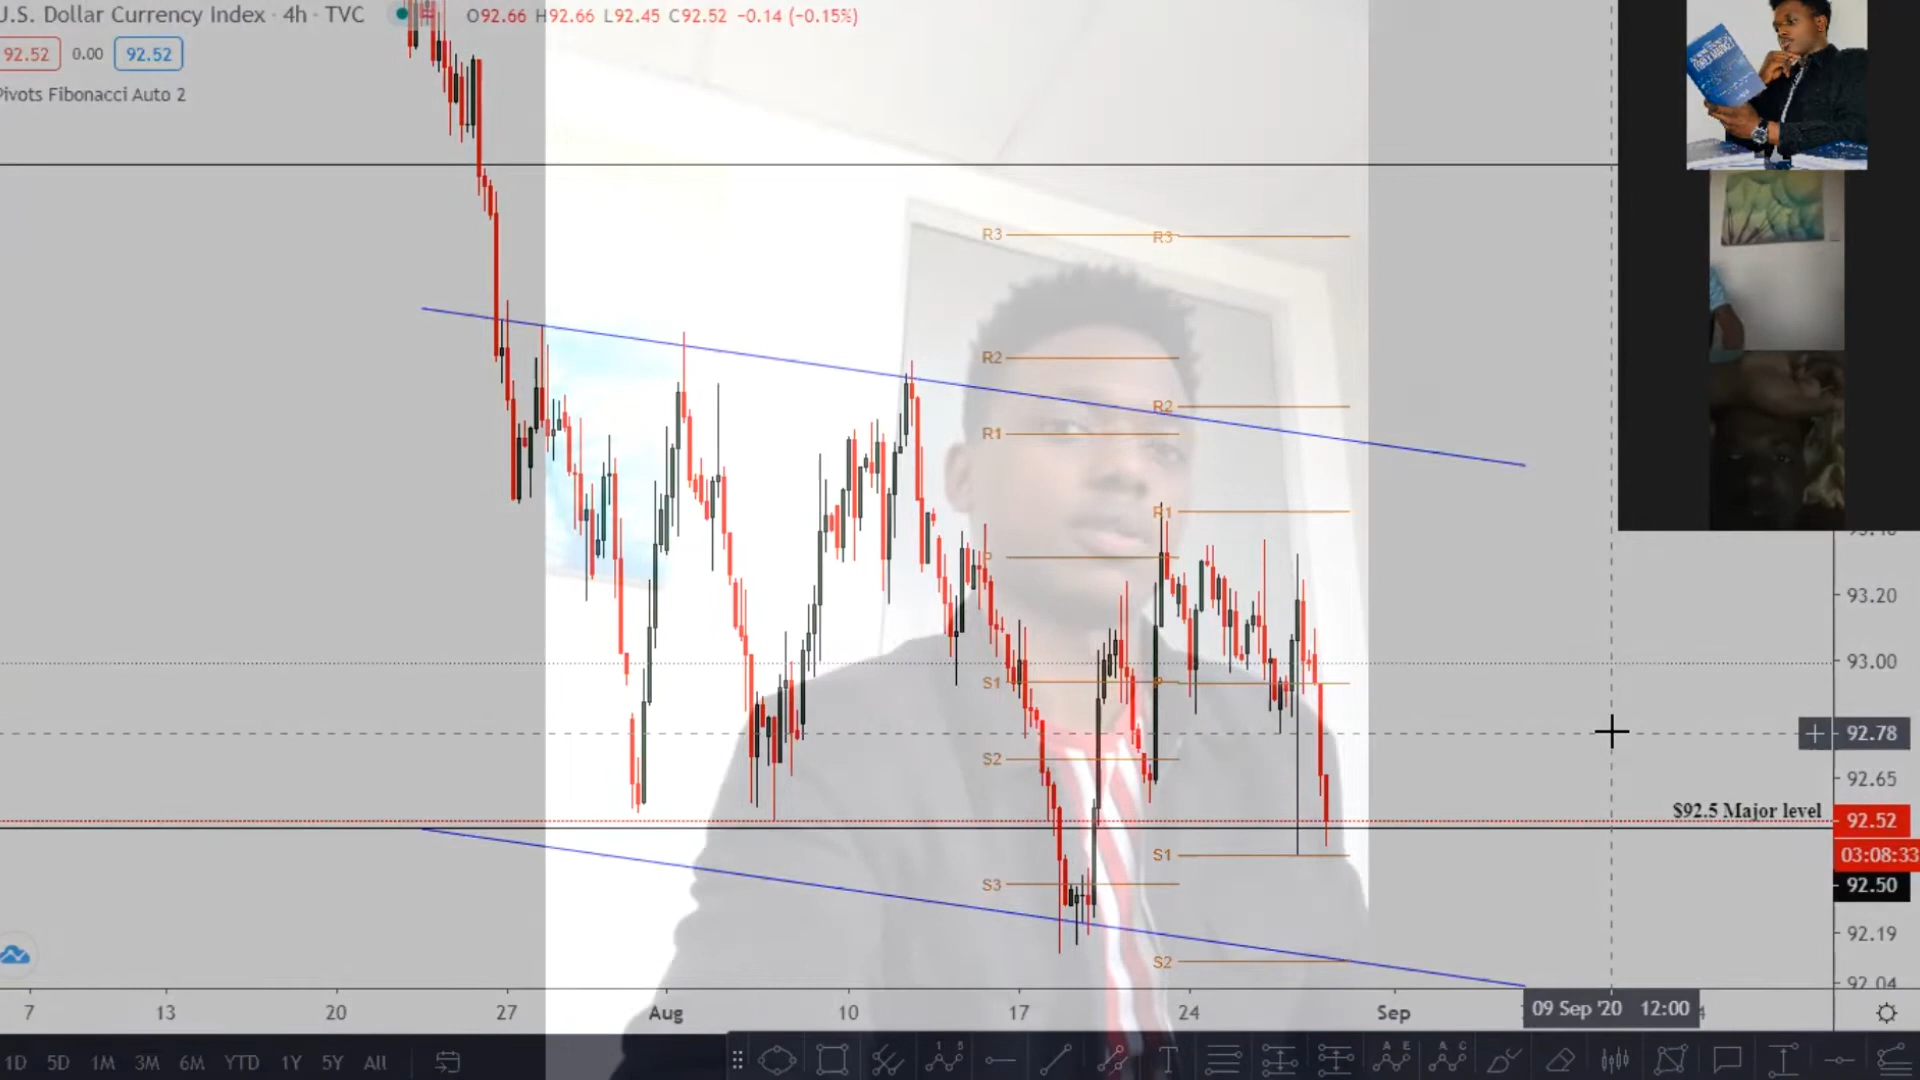 U.S. Dollar Currency Index · 4h · TVC
O92.66 H92.66 L92.45 C92.52 −0.14 (−0.15%)
92.52 0.00 92.52
Pivots Fibonacci Auto 2
R3
R3
R2
R2
R1
R1
P
P
S1
S2
S1
S3
S2
93.20
93.00
92.78
92.65
$92.5 Major level
92.52
03:08:33
92.50
92.19
92.04
7 13 20 27 Aug 10 17 24 Sep 09 Sep '20 12:00
1D 5D 1M 3M 6M YTD 1Y 5Y All